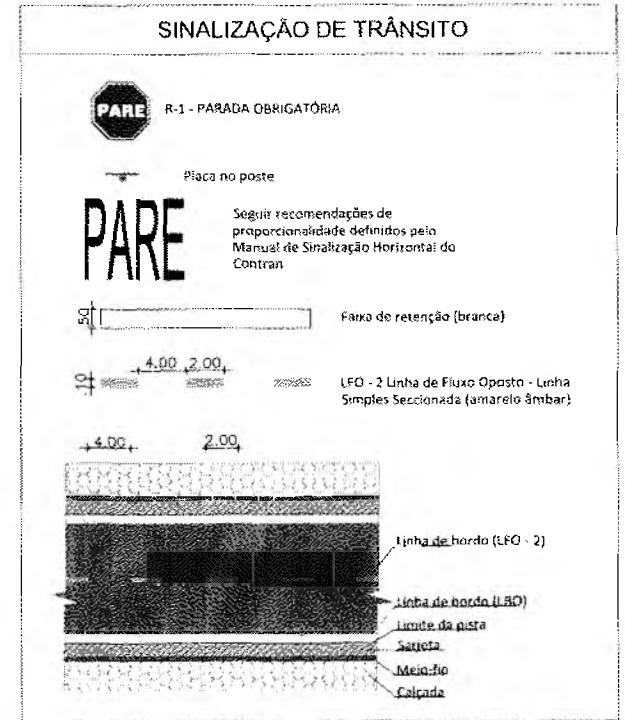 SINALIZAÇÃO DE TRÂNSITO
PARE
R-1 - PARADA OBRIGATÓRIA
Placa no poste
PARE
Seguir recomendações de
proporcionalidade definidos pelo
Manual de Sinalização Horizontal do
Contran
.50
Faixa de retenção (branca)
4.00 2.00
.10
LFO - 2 Linha de Fluxo Oposto - Linha
Simples Seccionada (amarelo âmbar)
4.00 2.00
Linha de bordo (LFO - 2)
Linha de bordo (LBO)
Limite da pista
Sarjeta
Meio-fio
Calçada